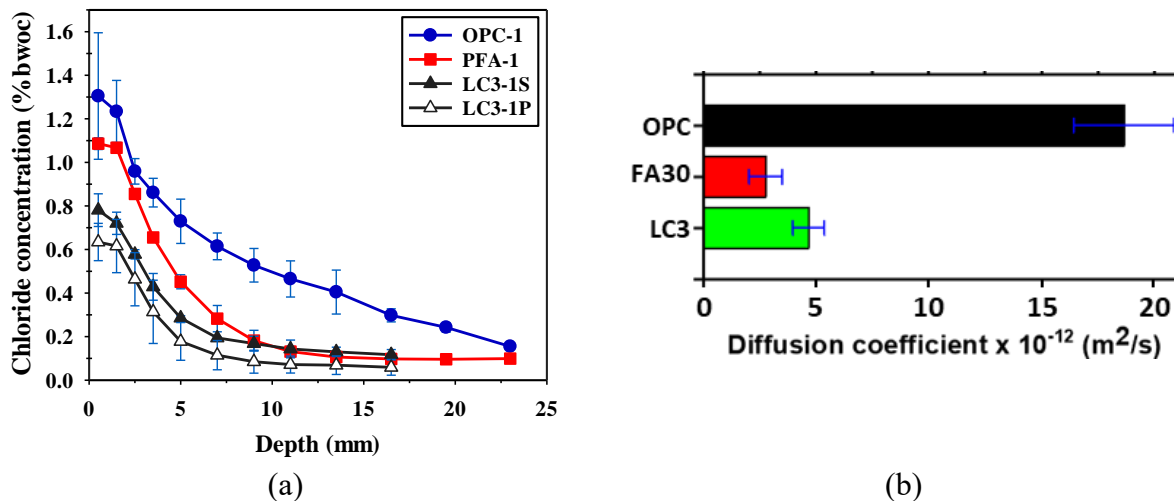 Chloride concentration (% bwoc)
1.6
1.4
1.2
1.0
0.8
0.6
0.4
0.2
0.0
OPC-1
PFA-1
LC3-1S
LC3-1P
0 5 10 15 20 25
Depth (mm)
(a)
OPC
FA30
LC3
0 5 10 15 20
Diffusion coefficient x 10⁻¹² (m²/s)
(b)